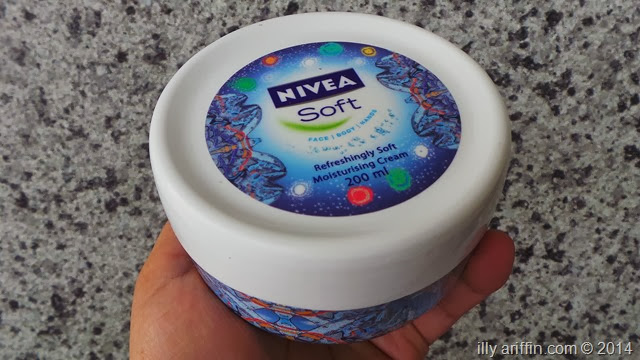 NIVEA
Soft
FACE | BODY | HANDS
Refreshingly Soft
Moisturising Cream
200 ml
illy ariffin.com © 2014